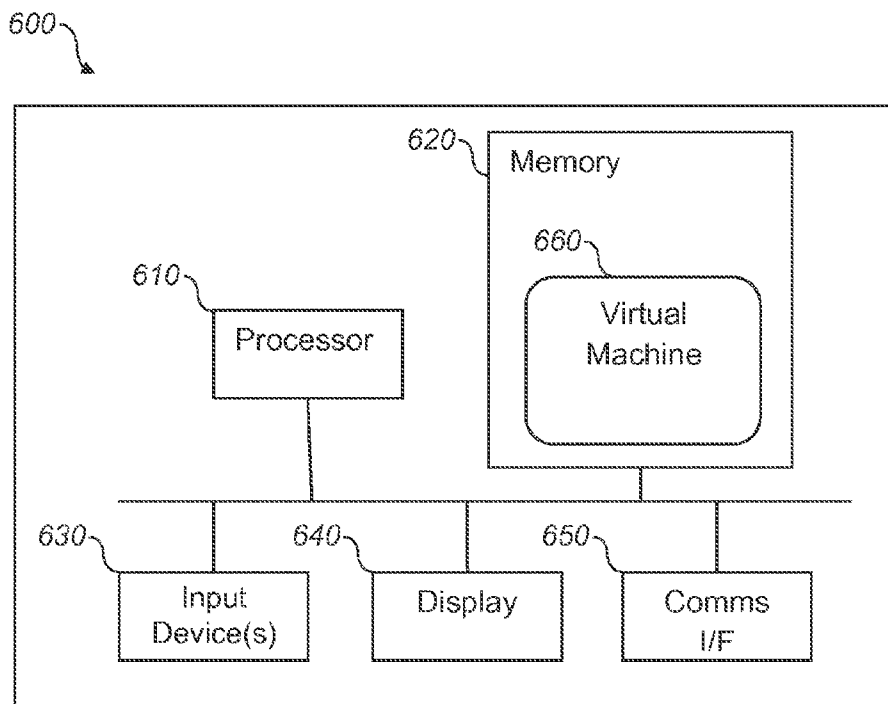 600
620
Memory
660
Virtual
Machine
610
Processor
630
640
650
Input
Device(s)
Display
Comms
I/F